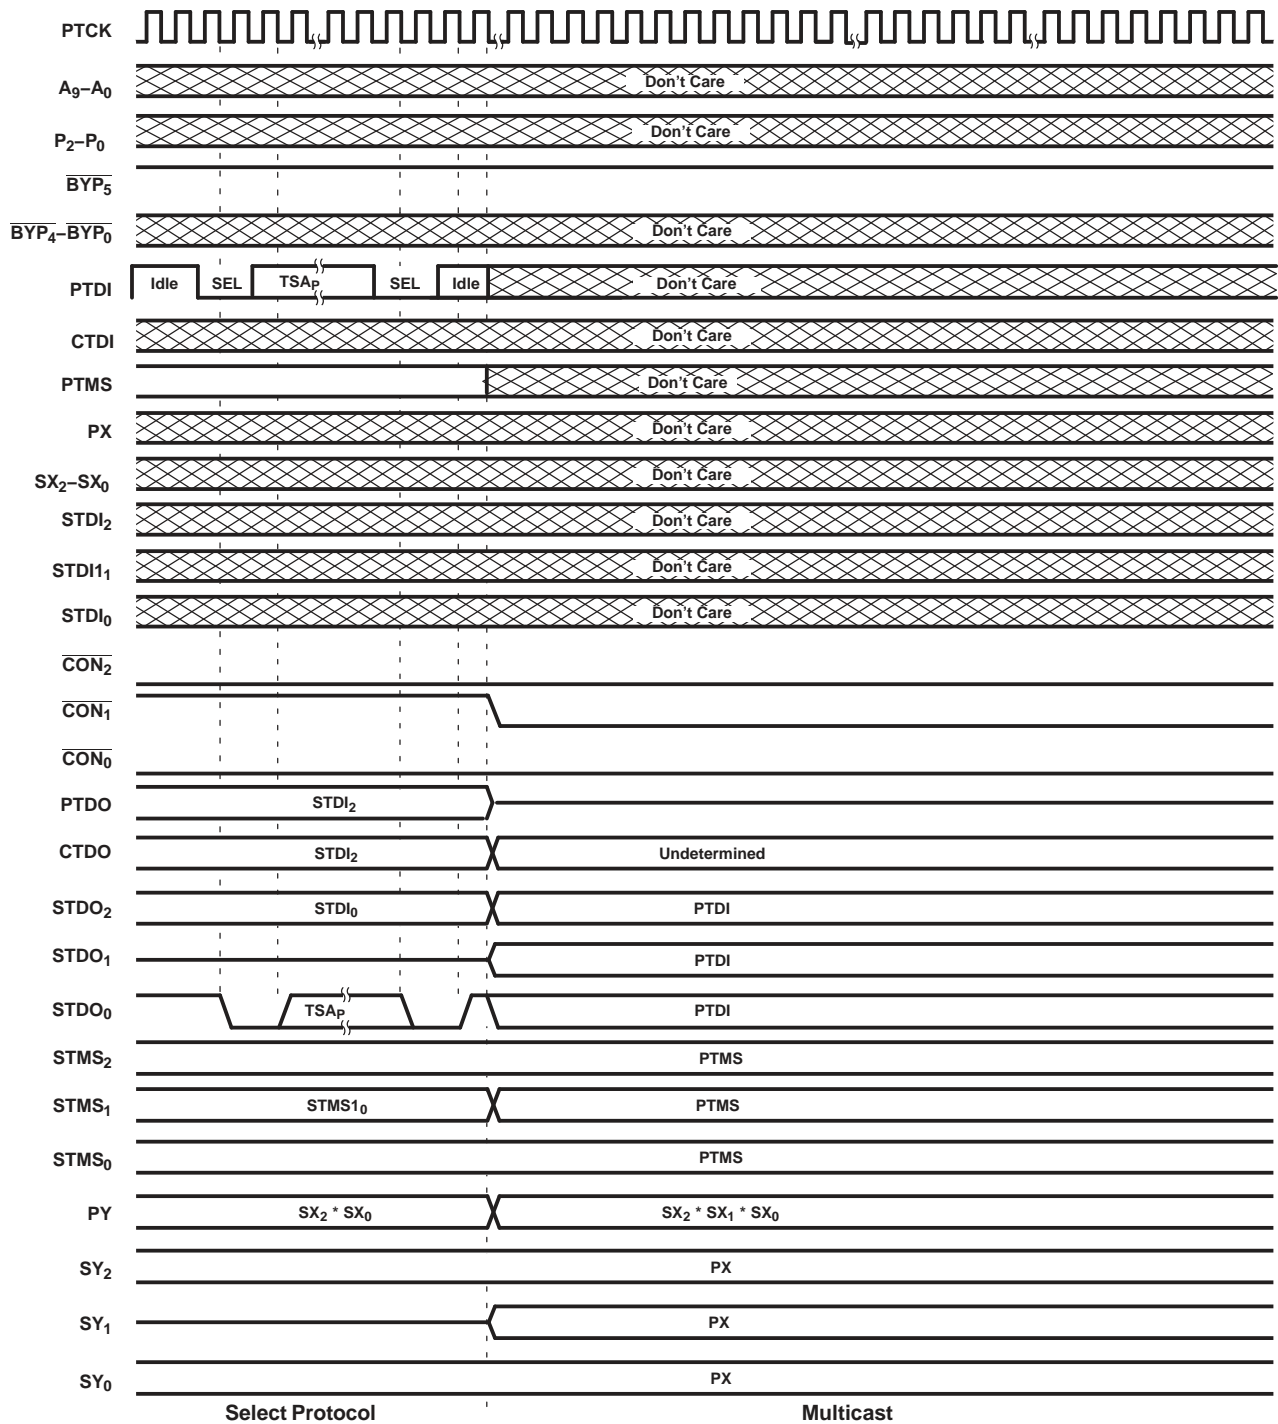 PTCK
A9–A0 Don't Care
P2–P0 Don't Care
BYP5
BYP4–BYP0 Don't Care
PTDI Idle SEL TSAP SEL Idle Don't Care
CTDI Don't Care
PTMS Don't Care
PX Don't Care
SX2–SX0 Don't Care
STDI2 Don't Care
STDI11 Don't Care
STDI0 Don't Care
CON2
CON1
CON0
PTDO STDI2
CTDO STDI2 Undetermined
STDO2 STDI0 PTDI
STDO1 PTDI
STDO0 TSAP PTDI
STMS2 PTMS
STMS1 STMS10 PTMS
STMS0 PTMS
PY SX2 * SX0 SX2 * SX1 * SX0
SY2 PX
SY1 PX
SY0 PX
Select Protocol Multicast